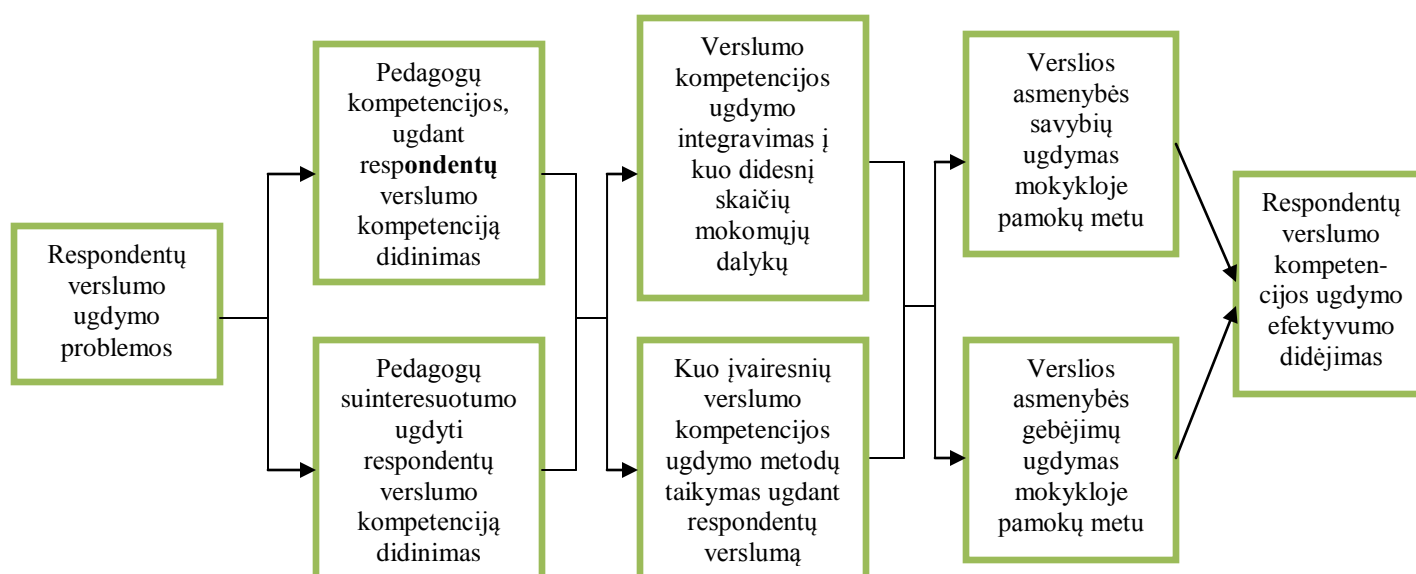 Respondentų
verslumo
ugdymo
problemos
Pedagogų
kompetencijos,
ugdant
respondentų
verslumo
kompetenciją
didinimas
Pedagogų
suinteresuotumo
ugdyti
respondentų
verslumo
kompetenciją
didinimas
Verslumo
kompetencijos
ugdymo
integravimas į
kuo didesnį
skaičių
mokomųjų
dalykų
Kuo įvairesnių
verslumo
kompetencijos
ugdymo metodų
taikymas ugdant
respondentų
verslumą
Verslios
asmenybės
savybių
ugdymas
mokykloje
pamokų metu
Verslios
asmenybės
gebėjimų
ugdymas
mokykloje
pamokų metu
Respondentų
verslumo
kompeten-
cijos ugdymo
efektyvumo
didėjimas